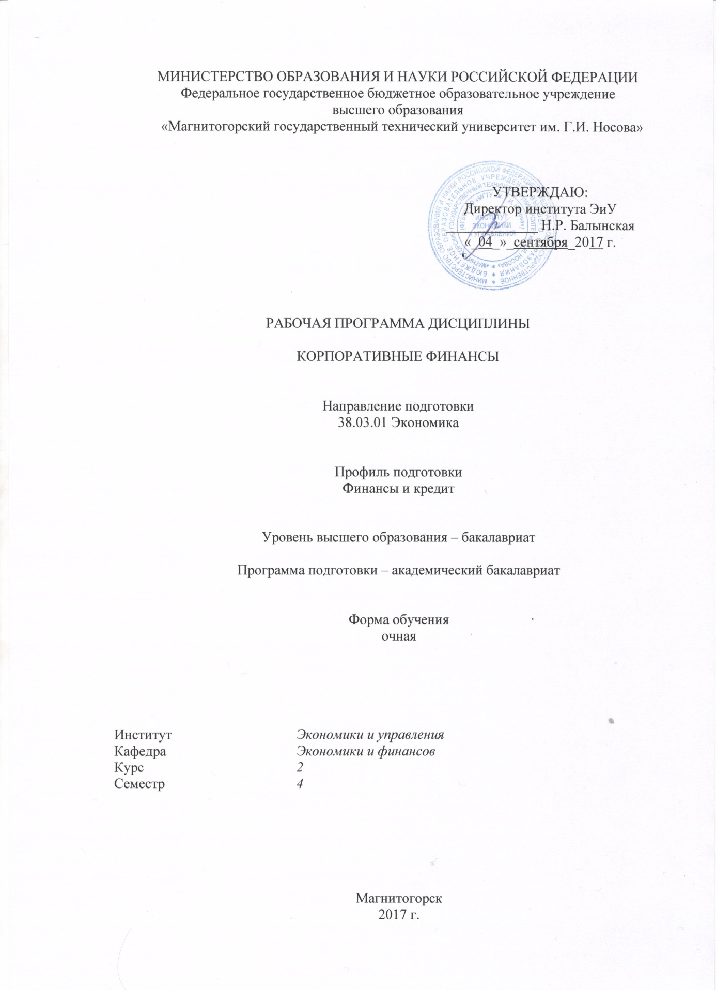 МИНИСТЕРСТВО ОБРАЗОВАНИЯ И НАУКИ РОССИЙСКОЙ ФЕДЕРАЦИИ
Федеральное государственное бюджетное образовательное учреждение
высшего образования
«Магнитогорский государственный технический университет им. Г.И. Носова»
УТВЕРЖДАЮ:
Директор института ЭиУ
Н.Р. Балынская
«_04_»_сентября_2017 г.
ИНСТИТУТ
ЭКОНОМИКИ
И УПРАВЛЕНИЯ
РАБОЧАЯ ПРОГРАММА ДИСЦИПЛИНЫ
КОРПОРАТИВНЫЕ ФИНАНСЫ
Направление подготовки
38.03.01 Экономика
Профиль подготовки
Финансы и кредит
Уровень высшего образования – бакалавриат
Программа подготовки – академический бакалавриат
Форма обучения
очная
Институт Экономики и управления
Кафедра Экономики и финансов
Курс 2
Семестр 4
Магнитогорск
2017 г.